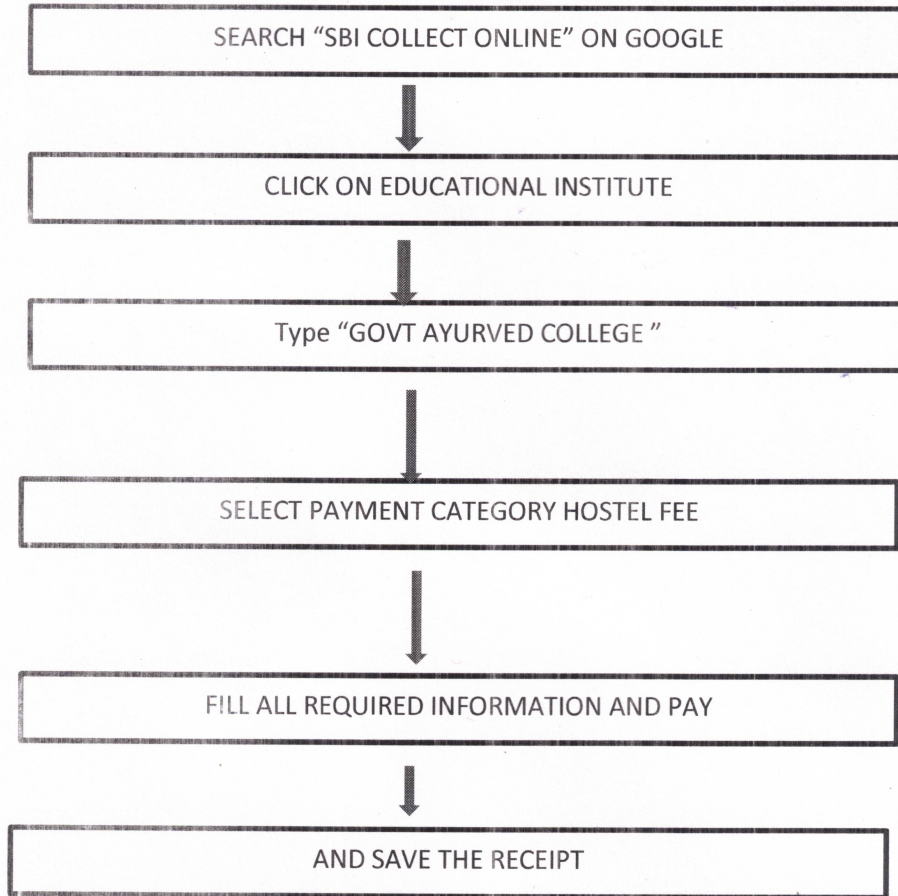 SEARCH “SBI COLLECT ONLINE” ON GOOGLE
CLICK ON EDUCATIONAL INSTITUTE
Type “GOVT AYURVED COLLEGE ”
SELECT PAYMENT CATEGORY HOSTEL FEE
FILL ALL REQUIRED INFORMATION AND PAY
AND SAVE THE RECEIPT